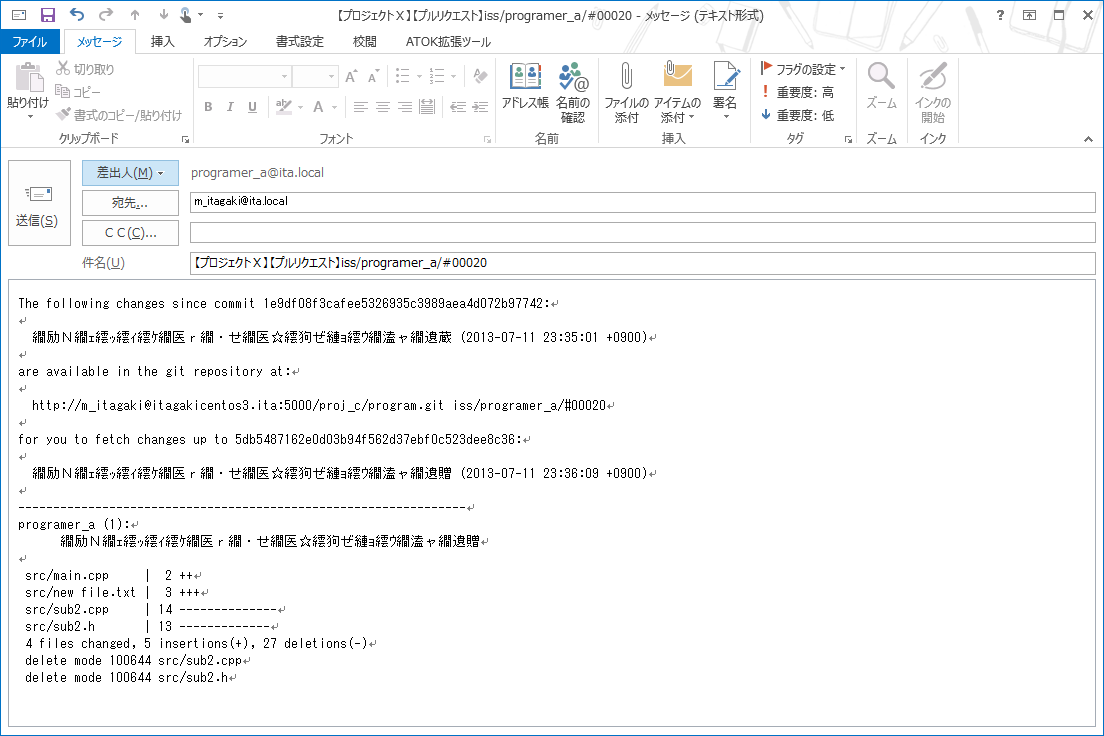 【プロジェクトX】【プルリクエスト】iss/programer_a/#00020 - メッセージ (テキスト形式)
ファイル メッセージ 挿入 オプション 書式設定 校閲 ATOK拡張ツール
貼り付け
切り取り
コピー
書式のコピー/貼り付け
クリップボード
B I U
フォント
アドレス帳 名前の確認
名前
ファイルの添付 アイテムの添付 署名
挿入
フラグの設定
重要度: 高
重要度: 低
タグ
ズーム
ズーム
インクの開始
インク
送信(S)
差出人(M) programer_a@ita.local
宛先... m_itagaki@ita.local
CC(C)...
件名(U) 【プロジェクトX】【プルリクエスト】iss/programer_a/#00020
The following changes since commit 1e9df08f3cafee5326935c3989aea4d072b97742:
(2013-07-11 23:35:01 +0900)
are available in the git repository at:
http://m_itagaki@itagakicentos3.ita:5000/proj_c/program.git iss/programer_a/#00020
for you to fetch changes up to 5db5487162e0d03b94f562d37ebf0c523dee8c36:
(2013-07-11 23:36:09 +0900)
----------------------------------------------------------------
programer_a (1):
src/main.cpp | 2 ++
src/new file.txt | 3 +++
src/sub2.cpp | 14 --------------
src/sub2.h | 13 -------------
4 files changed, 5 insertions(+), 27 deletions(-)
delete mode 100644 src/sub2.cpp
delete mode 100644 src/sub2.h